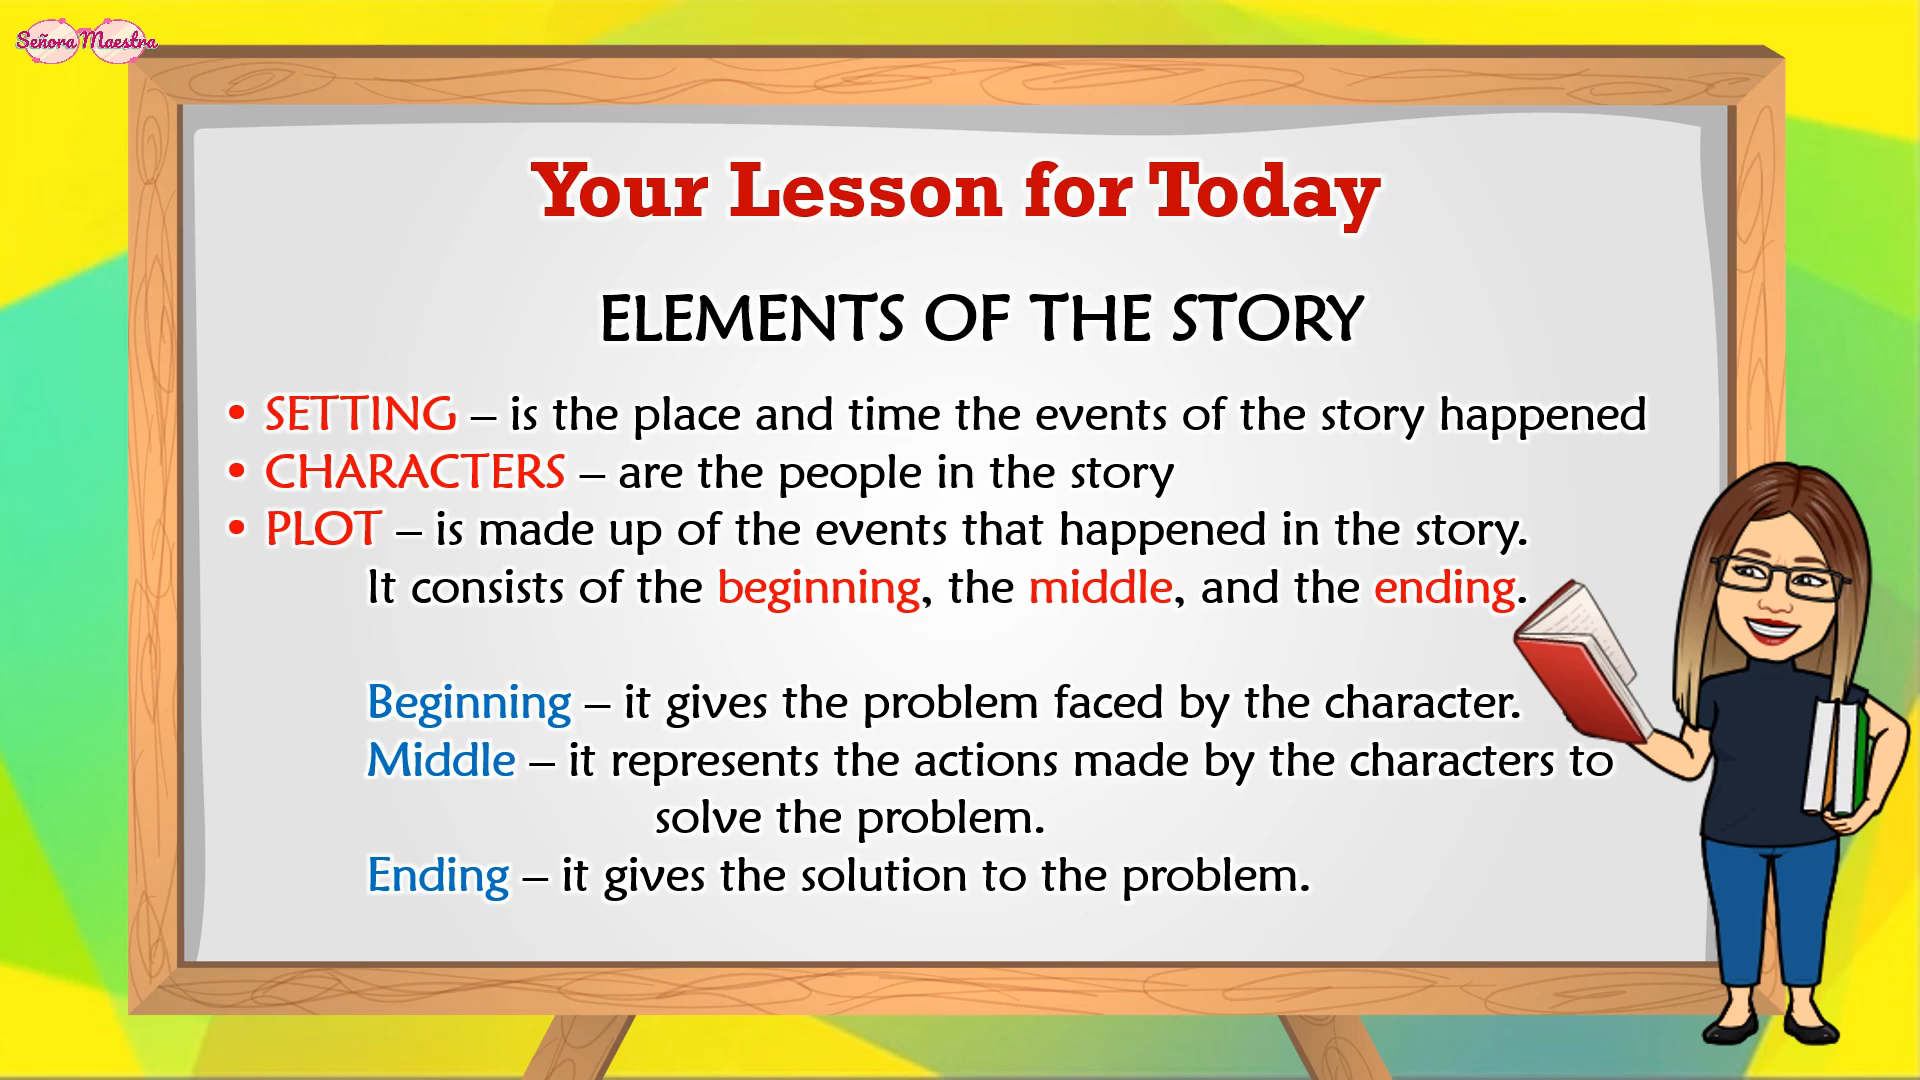 Señora Maestra
Your Lesson for Today
ELEMENTS OF THE STORY
• SETTING – is the place and time the events of the story happened
• CHARACTERS – are the people in the story
• PLOT – is made up of the events that happened in the story.
It consists of the beginning, the middle, and the ending.
Beginning – it gives the problem faced by the character.
Middle – it represents the actions made by the characters to
solve the problem.
Ending – it gives the solution to the problem.